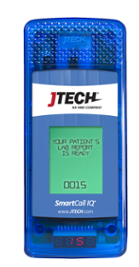 JTECH
AN HME COMPANY
YOUR PATIENT'S
LAB REPORT
IS READY
0015
SmartCall IQ
www.JTECH.com
15